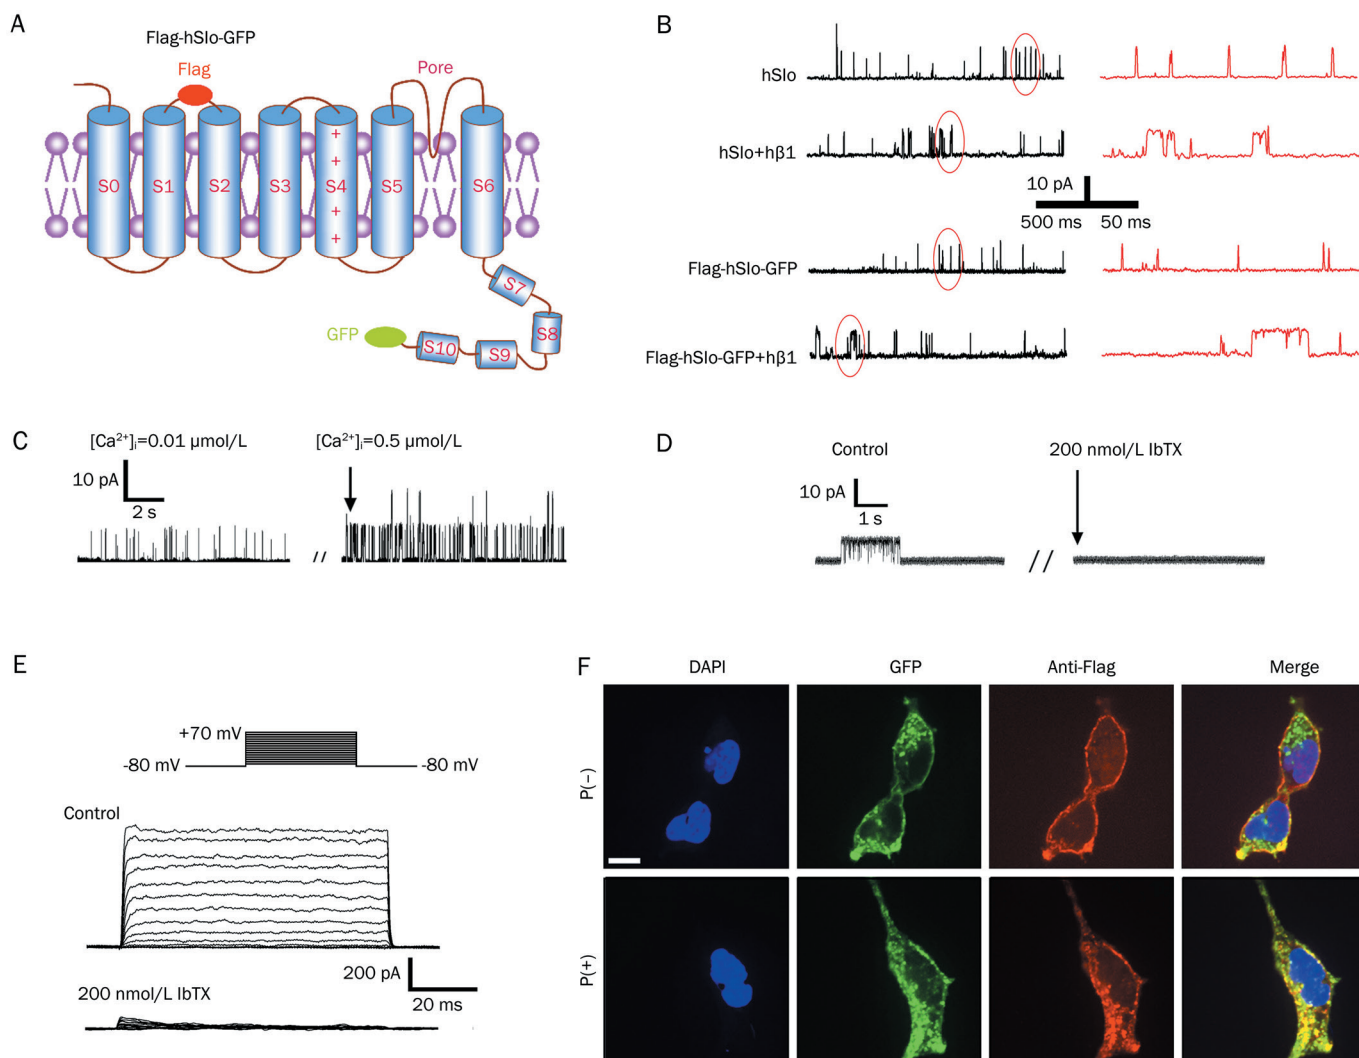 A
Flag-hSlo-GFP
Flag
Pore
S0 S1 S2 S3 S4 S5 S6
+
+
+
+
S7
S8
S9
S10
GFP
B
hSlo
hSlo+hβ1
10 pA
500 ms 50 ms
Flag-hSlo-GFP
Flag-hSlo-GFP+hβ1
C
[Ca²⁺]ᵢ=0.01 μmol/L [Ca²⁺]ᵢ=0.5 μmol/L
10 pA
2 s
//
D
Control 200 nmol/L IbTX
10 pA
1 s
//
E
+70 mV
-80 mV -80 mV
Control
200 pA
20 ms
200 nmol/L IbTX
F
DAPI GFP Anti-Flag Merge
P(−)
P(+)